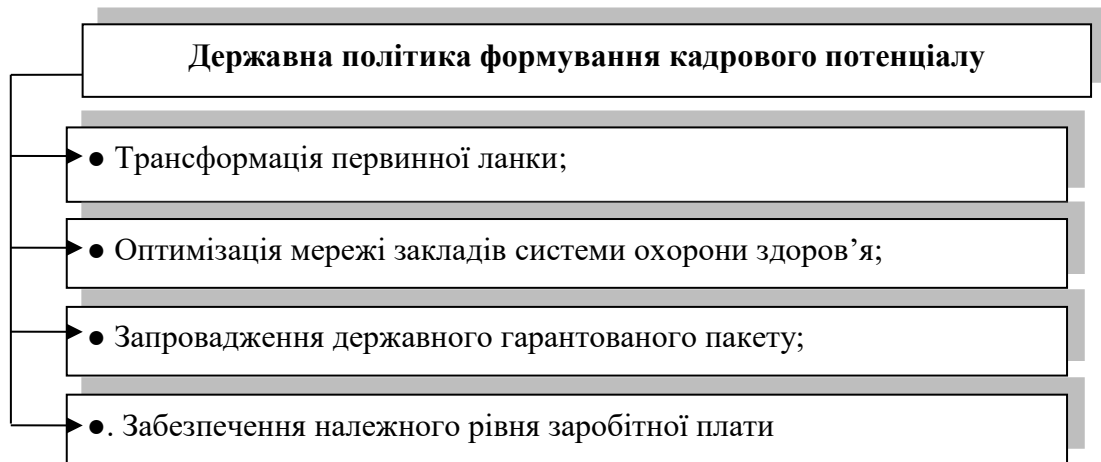 Державна політика формування кадрового потенціалу
● Трансформація первинної ланки;
● Оптимізація мережі закладів системи охорони здоров’я;
● Запровадження державного гарантованого пакету;
●. Забезпечення належного рівня заробітної плати